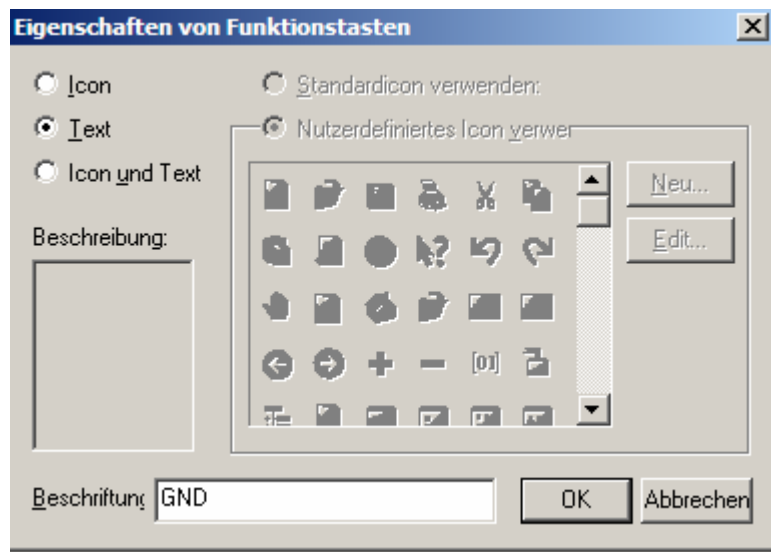 Eigenschaften von Funktionstasten
Icon
Text
Icon und Text
Standardicon verwenden:
Nutzerdefiniertes Icon verwer
Neu...
Edit...
[01]
Beschreibung:
Beschriftung
GND
OK
Abbrechen